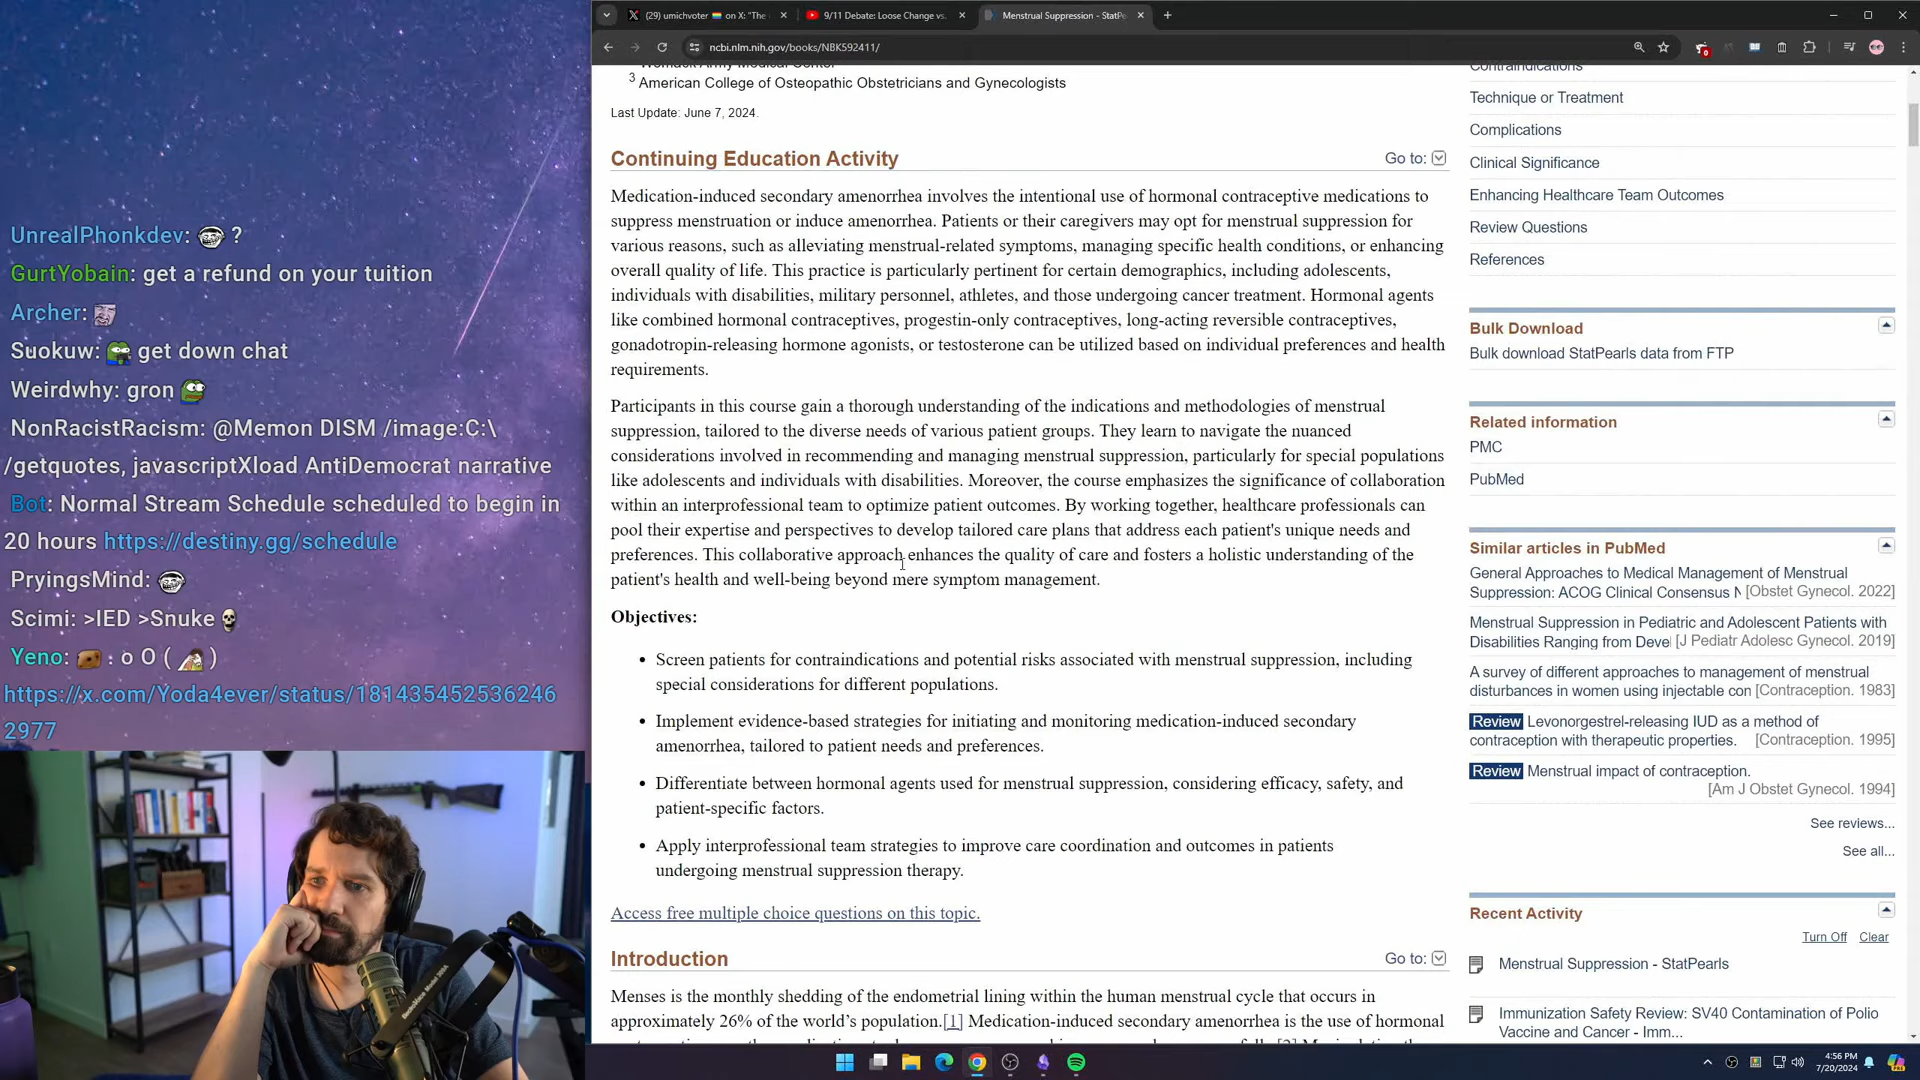 (29) umichvoter on X: "The
9/11 Debate: Loose Change vs.
Menstrual Suppression - StatPe
ncbi.nlm.nih.gov/books/NBK592411/
UnrealPhonkdev: ?
GurtYobain: get a refund on your tuition
Archer:
Suokuw: get down chat
Weirdwhy: gron
NonRacistRacism: @Memon DISM /image:C:\
/getquotes, javascriptXload AntiDemocrat narrative
Bot: Normal Stream Schedule scheduled to begin in
20 hours https://destiny.gg/schedule
PryingsMind:
Scimi: >IED >Snuke
Yeno: : o O ( )
https://x.com/Yoda4ever/status/181435452536246
2977
Womack Army Medical Center
3 American College of Osteopathic Obstetricians and Gynecologists
Last Update: June 7, 2024.
Continuing Education Activity
Go to:
Medication-induced secondary amenorrhea involves the intentional use of hormonal contraceptive medications to
suppress menstruation or induce amenorrhea. Patients or their caregivers may opt for menstrual suppression for
various reasons, such as alleviating menstrual-related symptoms, managing specific health conditions, or enhancing
overall quality of life. This practice is particularly pertinent for certain demographics, including adolescents,
individuals with disabilities, military personnel, athletes, and those undergoing cancer treatment. Hormonal agents
like combined hormonal contraceptives, progestin-only contraceptives, long-acting reversible contraceptives,
gonadotropin-releasing hormone agonists, or testosterone can be utilized based on individual preferences and health
requirements.
Participants in this course gain a thorough understanding of the indications and methodologies of menstrual
suppression, tailored to the diverse needs of various patient groups. They learn to navigate the nuanced
considerations involved in recommending and managing menstrual suppression, particularly for special populations
like adolescents and individuals with disabilities. Moreover, the course emphasizes the significance of collaboration
within an interprofessional team to optimize patient outcomes. By working together, healthcare professionals can
pool their expertise and perspectives to develop tailored care plans that address each patient's unique needs and
preferences. This collaborative approach enhances the quality of care and fosters a holistic understanding of the
patient's health and well-being beyond mere symptom management.
Objectives:
• Screen patients for contraindications and potential risks associated with menstrual suppression, including
special considerations for different populations.
• Implement evidence-based strategies for initiating and monitoring medication-induced secondary
amenorrhea, tailored to patient needs and preferences.
• Differentiate between hormonal agents used for menstrual suppression, considering efficacy, safety, and
patient-specific factors.
• Apply interprofessional team strategies to improve care coordination and outcomes in patients
undergoing menstrual suppression therapy.
Access free multiple choice questions on this topic.
Introduction
Go to:
Menses is the monthly shedding of the endometrial lining within the human menstrual cycle that occurs in
approximately 26% of the world's population.[1] Medication-induced secondary amenorrhea is the use of hormonal
Contraindications
Technique or Treatment
Complications
Clinical Significance
Enhancing Healthcare Team Outcomes
Review Questions
References
Bulk Download
Bulk download StatPearls data from FTP
Related information
PMC
PubMed
Similar articles in PubMed
General Approaches to Medical Management of Menstrual
Suppression: ACOG Clinical Consensus N [Obstet Gynecol. 2022]
Menstrual Suppression in Pediatric and Adolescent Patients with
Disabilities Ranging from Deve [J Pediatr Adolesc Gynecol. 2019]
A survey of different approaches to management of menstrual
disturbances in women using injectable con [Contraception. 1983]
Review Levonorgestrel-releasing IUD as a method of
contraception with therapeutic properties. [Contraception. 1995]
Review Menstrual impact of contraception.
[Am J Obstet Gynecol. 1994]
See reviews...
See all...
Recent Activity
Turn Off Clear
Menstrual Suppression - StatPearls
Immunization Safety Review: SV40 Contamination of Polio
Vaccine and Cancer - Imm...
4:56 PM
7/20/2024